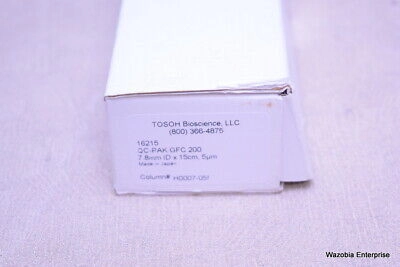 TOSOH Bioscience, LLC
(800) 366-4875
16215
QC-PAK GFC 200
7.8mm ID x 15cm, 5µm
Made in Japan
Column# H0007-05I
Wazobia Enterprise